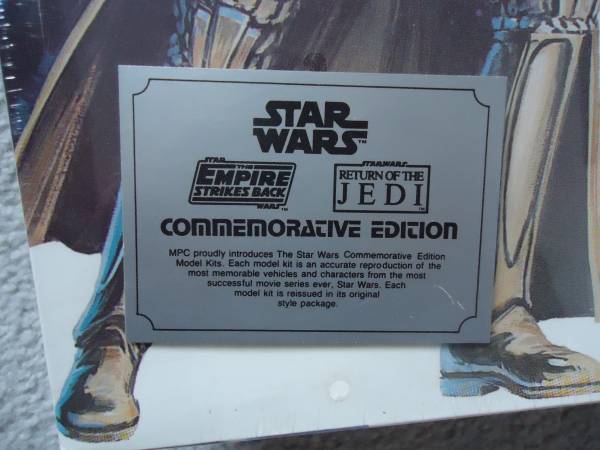 STAR
WARS™
STAR
THE
EMPIRE
STRIKES BACK
WARS™
STAR WARS
RETURN OF THE
JEDI
™
COMMEMORATIVE EDITION
MPC proudly introduces The Star Wars Commemorative Edition
Model Kits. Each model kit is an accurate reproduction of the
most memorable vehicles and characters from the most
successful movie series ever, Star Wars. Each
model kit is reissued in its original
style package.